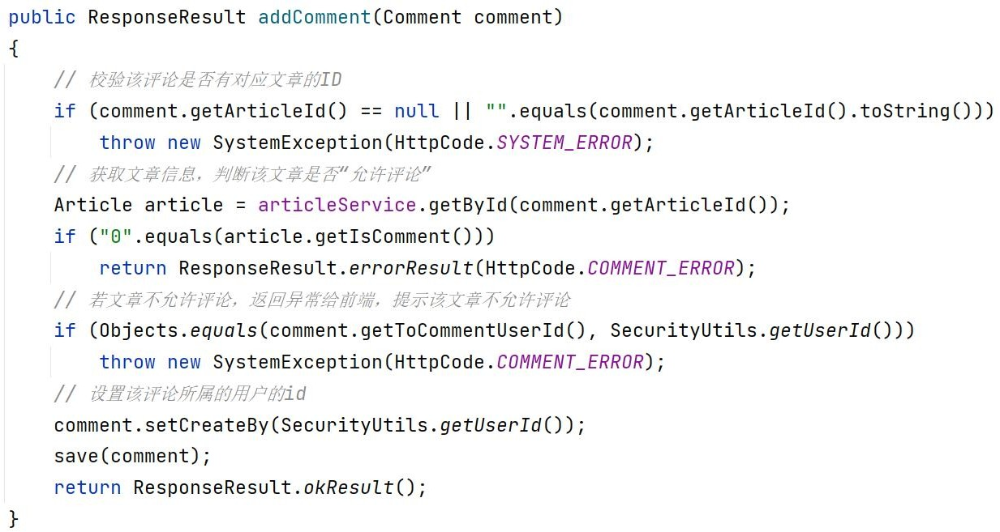 public ResponseResult addComment(Comment comment)
{
    // 校验该评论是否有对应文章的ID
    if (comment.getArticleId() == null || "".equals(comment.getArticleId().toString()))
        throw new SystemException(HttpCode.SYSTEM_ERROR);
    // 获取文章信息，判断该文章是否“允许评论”
    Article article = articleService.getById(comment.getArticleId());
    if ("0".equals(article.getIsComment()))
        return ResponseResult.errorResult(HttpCode.COMMENT_ERROR);
    // 若文章不允许评论，返回异常给前端，提示该文章不允许评论
    if (Objects.equals(comment.getToCommentUserId(), SecurityUtils.getUserId()))
        throw new SystemException(HttpCode.COMMENT_ERROR);
    // 设置该评论所属的用户的id
    comment.setCreateBy(SecurityUtils.getUserId());
    save(comment);
    return ResponseResult.okResult();
}